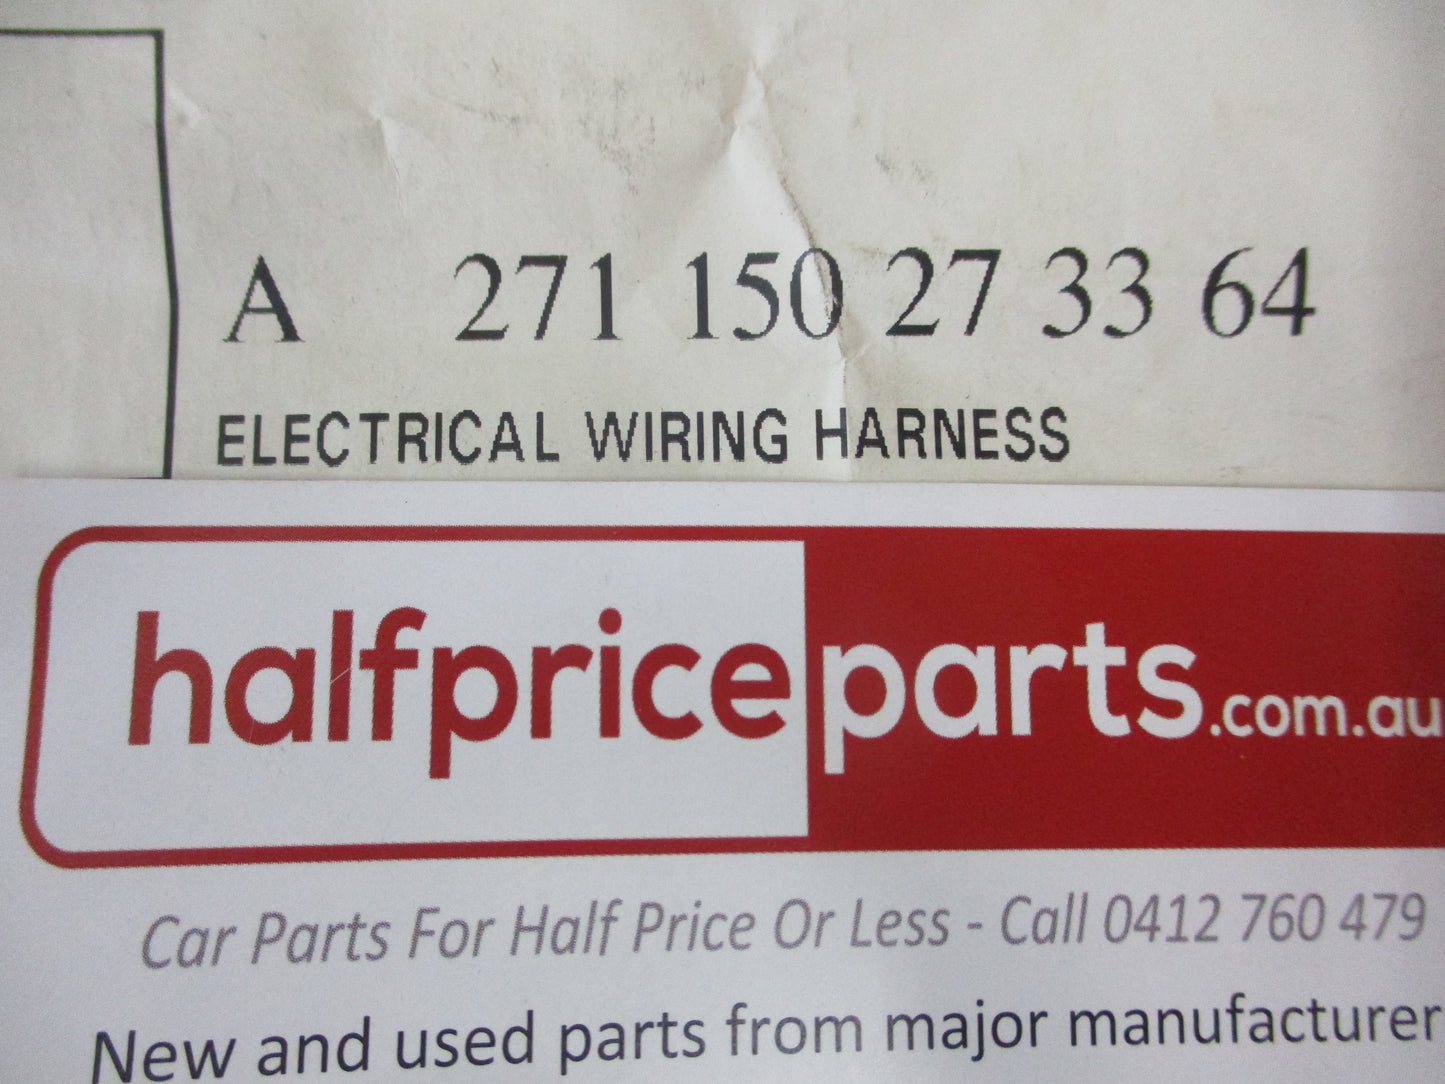 A 271 150 27 33 64
ELECTRICAL WIRING HARNESS
halfpriceparts.com.au
Car Parts For Half Price Or Less - Call 0412 760 479
New and used parts from major manufacturer